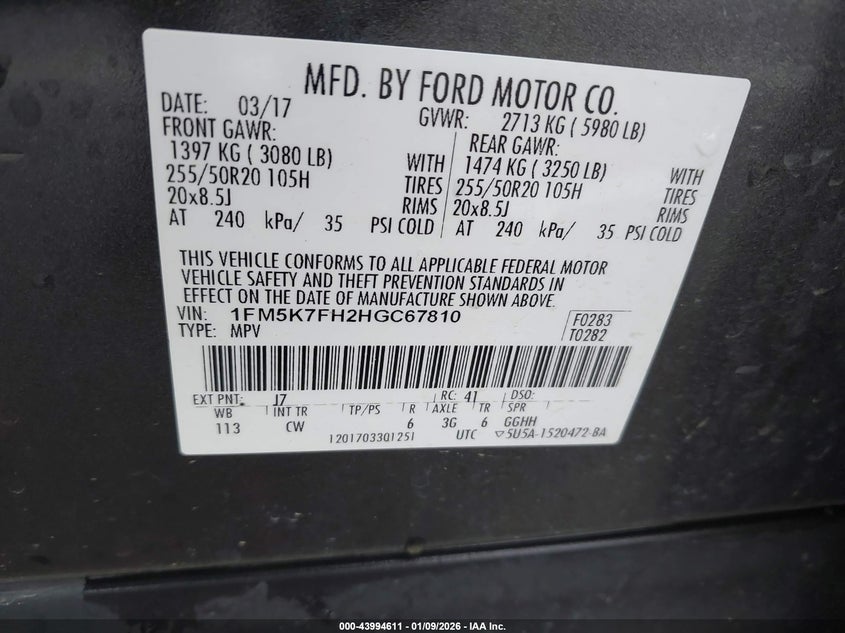 MFD. BY FORD MOTOR CO.
DATE: 03/17 GVWR: 2713 KG ( 5980 LB)
FRONT GAWR: REAR GAWR:
1397 KG ( 3080 LB) WITH 1474 KG ( 3250 LB) WITH
255/50R20 105H TIRES 255/50R20 105H TIRES
20x8.5J RIMS 20x8.5J RIMS
AT 240 kPa/ 35 PSI COLD AT 240 kPa/ 35 PSI COLD
THIS VEHICLE CONFORMS TO ALL APPLICABLE FEDERAL MOTOR
VEHICLE SAFETY AND THEFT PREVENTION STANDARDS IN
EFFECT ON THE DATE OF MANUFACTURE SHOWN ABOVE.
VIN: 1FM5K7FH2HGC67810 F0283
TYPE: MPV T0282
EXT PNT: J7 RC: 41 DSO:
WB INT TR TP/PS R AXLE TR SPR
113 CW 6 3G 6 GGHH
1201703301251 UTC ▽5U5A-1520472-BA
000-43994611 - 01/09/2026 - IAA Inc.